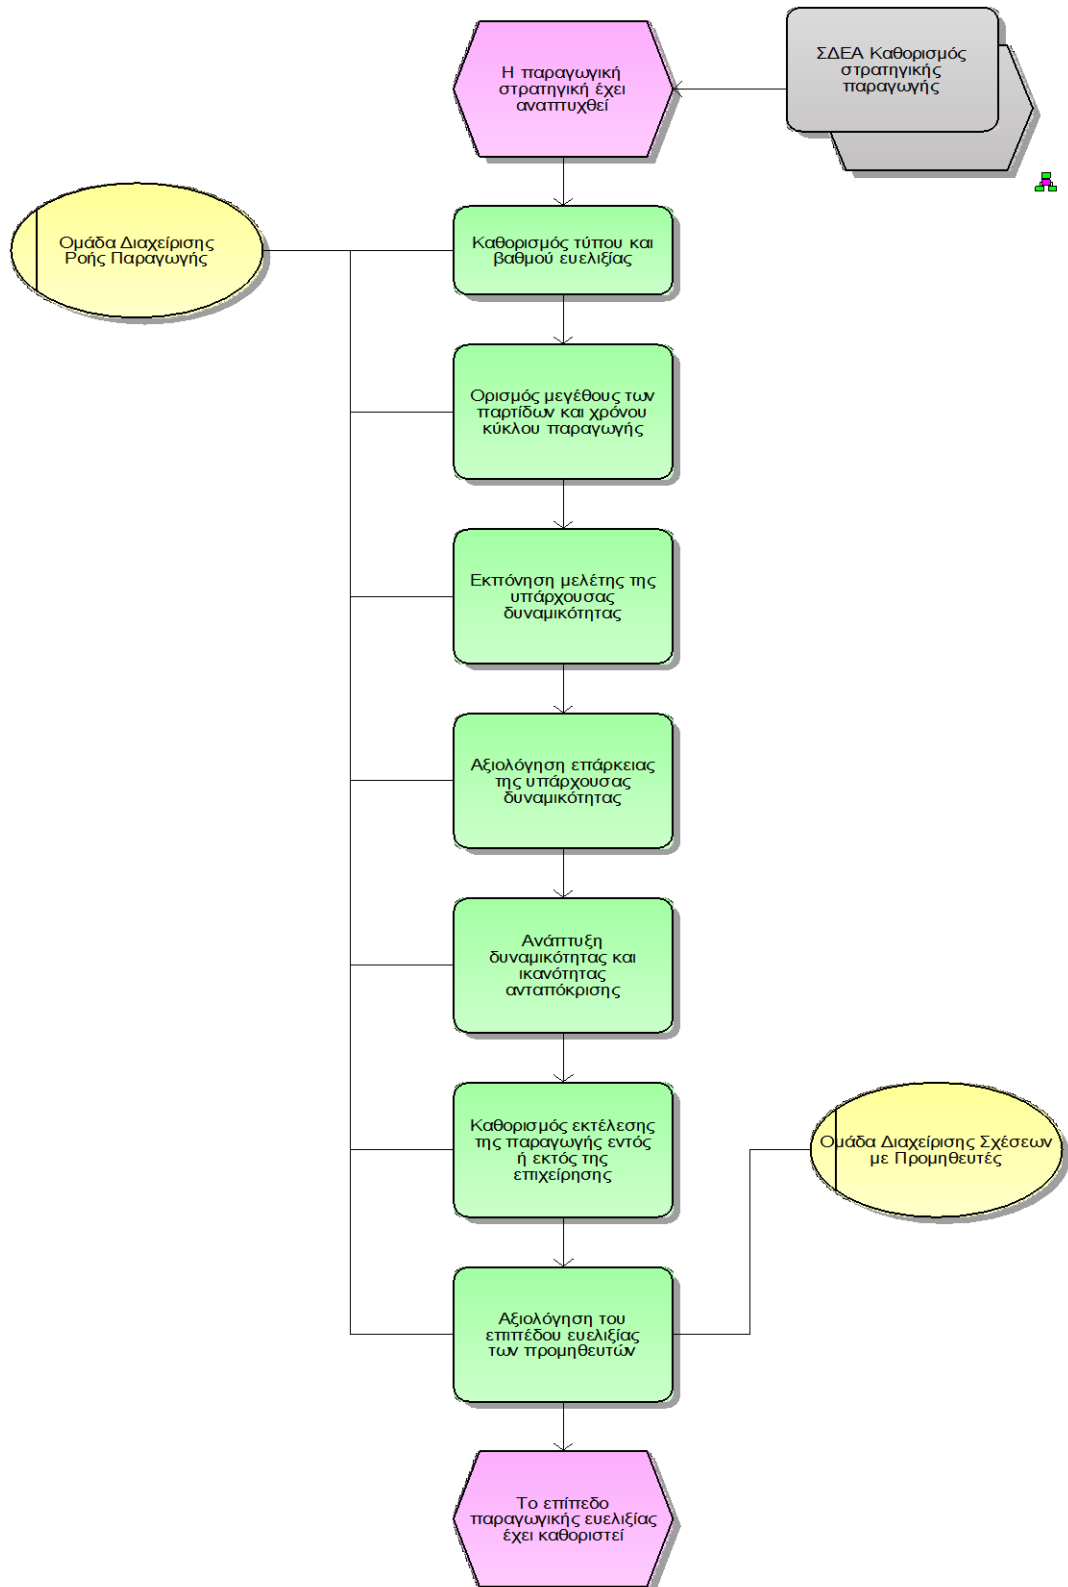 Η παραγωγική
στρατηγική έχει
αναπτυχθεί
ΣΔΕΑ Καθορισμός
στρατηγικής
παραγωγής
Ομάδα Διαχείρισης
Ροής Παραγωγής
Καθορισμός τύπου και
βαθμού ευελιξίας
Ορισμός μεγέθους των
παρτίδων και χρόνου
κύκλου παραγωγής
Εκπόνηση μελέτης της
υπάρχουσας
δυναμικότητας
Αξιολόγηση επάρκειας
της υπάρχουσας
δυναμικότητας
Ανάπτυξη
δυναμικότητας και
ικανότητας
ανταπόκρισης
Καθορισμός εκτέλεσης
της παραγωγής εντός
ή εκτός της
επιχείρησης
Ομάδα Διαχείρισης Σχέσεων
με Προμηθευτές
Αξιολόγηση του
επιπέδου ευελιξίας
των προμηθευτών
Το επίπεδο
παραγωγικής ευελιξίας
έχει καθοριστεί